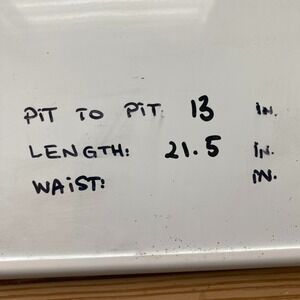 PiT TO PiT: 13 iN.
LENGTH: 21.5 iN.
WAiST: iN.